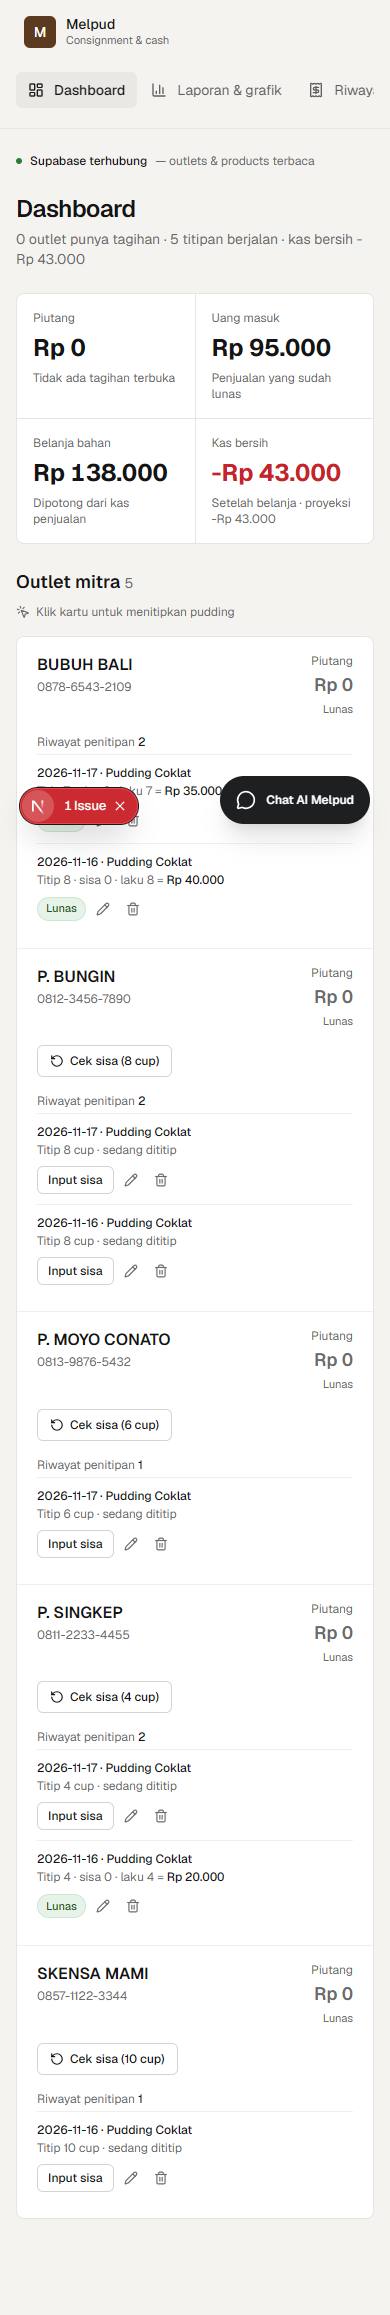 M
Melpud
Consignment & cash
Dashboard
Laporan & grafik
Riway
Supabase terhubung — outlets & products terbaca
Dashboard
0 outlet punya tagihan · 5 titipan berjalan · kas bersih -
Rp 43.000
Piutang
Rp 0
Tidak ada tagihan terbuka
Uang masuk
Rp 95.000
Penjualan yang sudah
lunas
Belanja bahan
Rp 138.000
Dipotong dari kas
penjualan
Kas bersih
-Rp 43.000
Setelah belanja · proyeksi
-Rp 43.000
Outlet mitra 5
Klik kartu untuk menitipkan pudding
BUBUH BALI
0878-6543-2109
Piutang
Rp 0
Lunas
Riwayat penitipan 2
2026-11-17 · Pudding Coklat
7 = Rp 35.000
N 1 Issue
Chat AI Melpud
2026-11-16 · Pudding Coklat
Titip 8 · sisa 0 · laku 8 = Rp 40.000
Lunas
P. BUNGIN
0812-3456-7890
Piutang
Rp 0
Lunas
Cek sisa (8 cup)
Riwayat penitipan 2
2026-11-17 · Pudding Coklat
Titip 8 cup · sedang dititip
Input sisa
2026-11-16 · Pudding Coklat
Titip 8 cup · sedang dititip
Input sisa
P. MOYO CONATO
0813-9876-5432
Piutang
Rp 0
Lunas
Cek sisa (6 cup)
Riwayat penitipan 1
2026-11-17 · Pudding Coklat
Titip 6 cup · sedang dititip
Input sisa
P. SINGKEP
0811-2233-4455
Piutang
Rp 0
Lunas
Cek sisa (4 cup)
Riwayat penitipan 2
2026-11-17 · Pudding Coklat
Titip 4 cup · sedang dititip
Input sisa
2026-11-16 · Pudding Coklat
Titip 4 · sisa 0 · laku 4 = Rp 20.000
Lunas
SKENSA MAMI
0857-1122-3344
Piutang
Rp 0
Lunas
Cek sisa (10 cup)
Riwayat penitipan 1
2026-11-16 · Pudding Coklat
Titip 10 cup · sedang dititip
Input sisa